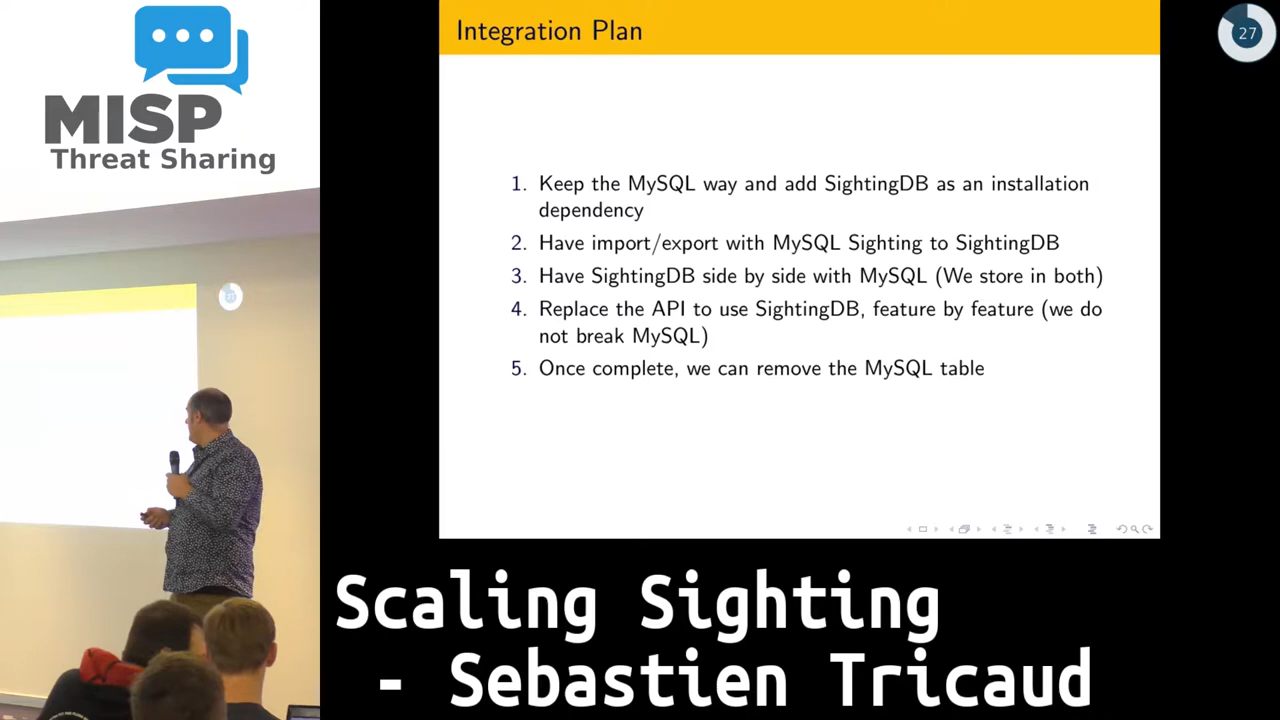 MISP
Threat Sharing
Integration Plan
27
1. Keep the MySQL way and add SightingDB as an installation
dependency
2. Have import/export with MySQL Sighting to SightingDB
3. Have SightingDB side by side with MySQL (We store in both)
4. Replace the API to use SightingDB, feature by feature (we do
not break MySQL)
5. Once complete, we can remove the MySQL table
Scaling Sighting
- Sebastien Tricaud